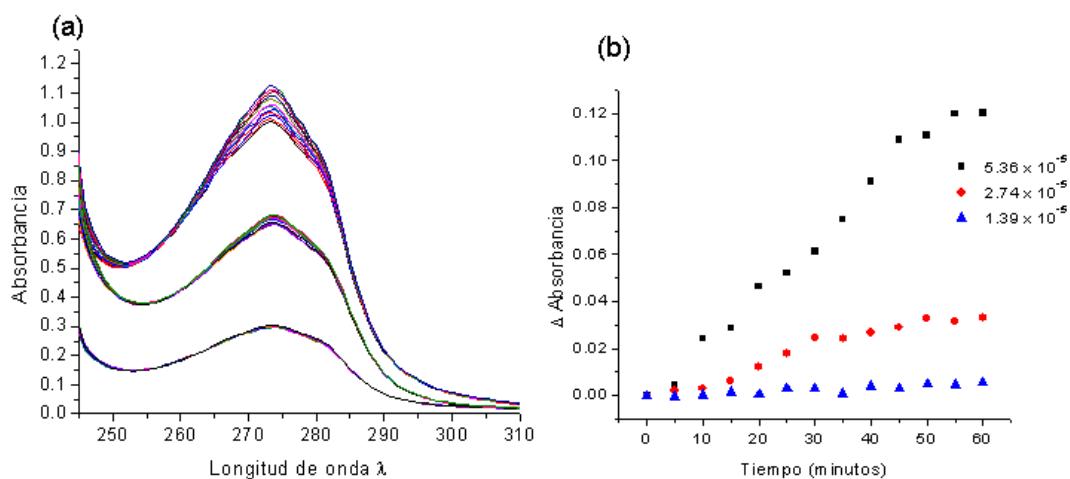 (a)
Absorbancia
1.2
1.1
1.0
0.9
0.8
0.7
0.6
0.5
0.4
0.3
0.2
0.1
0.0
250 260 270 280 290 300 310
Longitud de onda λ
(b)
Δ Absorbancia
0.12
0.10
0.08
0.06
0.04
0.02
0.00
5.36 × 10⁻⁵
2.74 × 10⁻⁵
1.39 × 10⁻⁵
0 10 20 30 40 50 60
Tiempo (minutos)